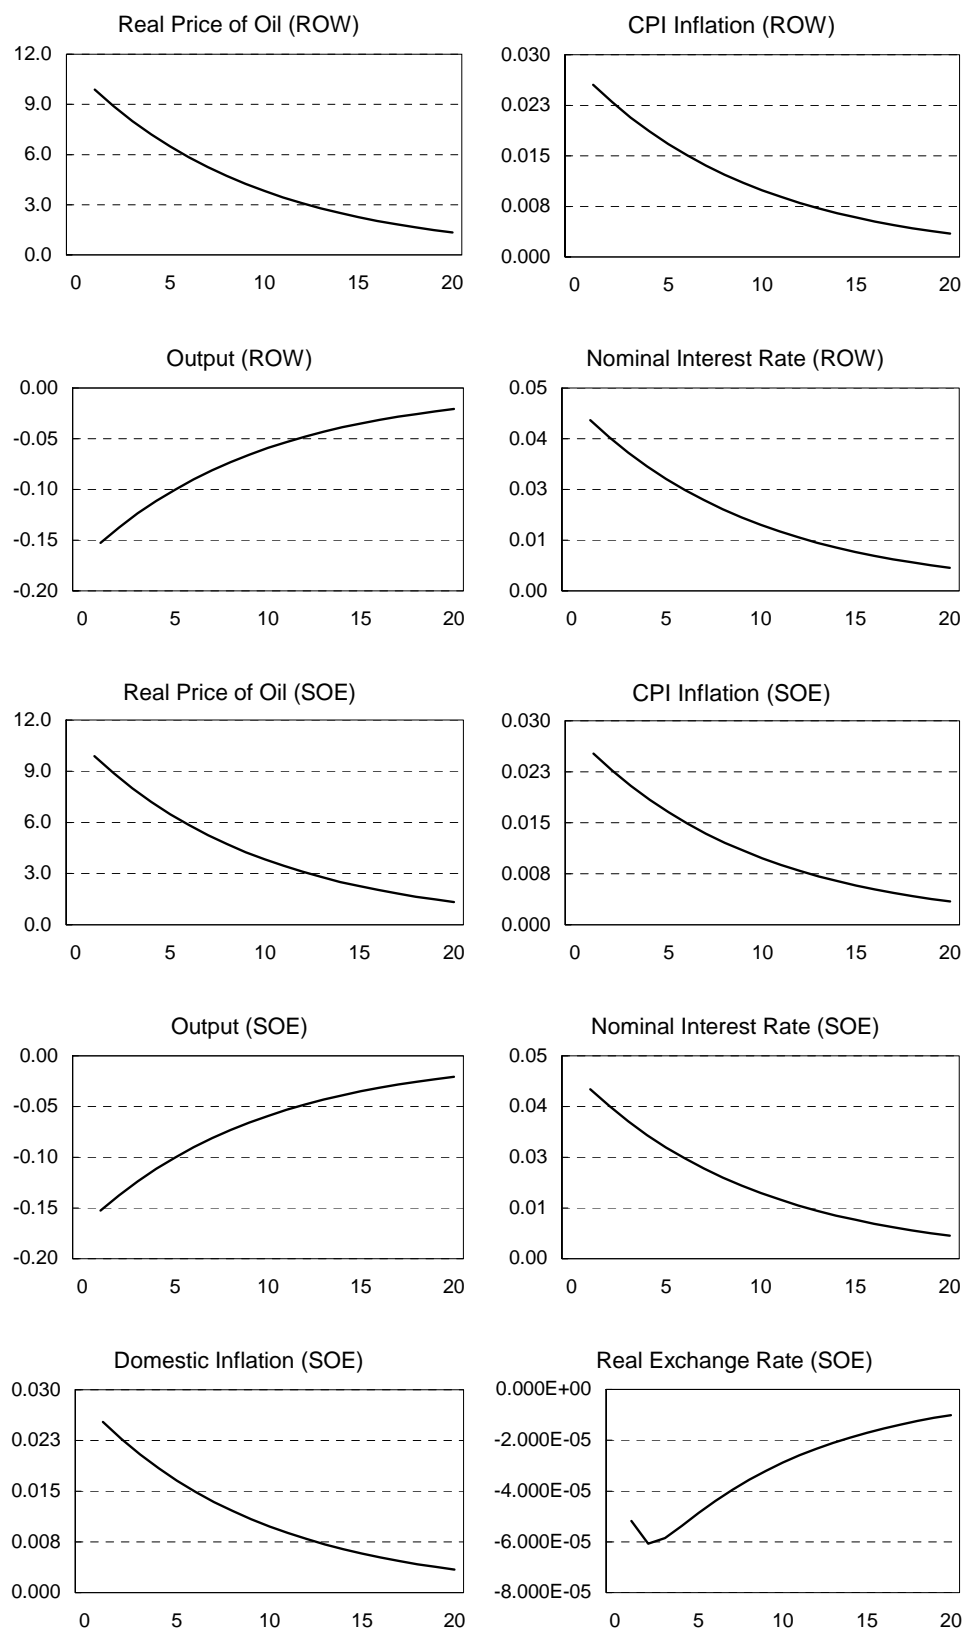 Real Price of Oil (ROW)
12.0
9.0
6.0
3.0
0.0
0 5 10 15 20
CPI Inflation (ROW)
0.030
0.023
0.015
0.008
0.000
0 5 10 15 20
Output (ROW)
0.00
-0.05
-0.10
-0.15
-0.20
0 5 10 15 20
Nominal Interest Rate (ROW)
0.05
0.04
0.03
0.01
0.00
0 5 10 15 20
Real Price of Oil (SOE)
12.0
9.0
6.0
3.0
0.0
0 5 10 15 20
CPI Inflation (SOE)
0.030
0.023
0.015
0.008
0.000
0 5 10 15 20
Output (SOE)
0.00
-0.05
-0.10
-0.15
-0.20
0 5 10 15 20
Nominal Interest Rate (SOE)
0.05
0.04
0.03
0.01
0.00
0 5 10 15 20
Domestic Inflation (SOE)
0.030
0.023
0.015
0.008
0.000
0 5 10 15 20
Real Exchange Rate (SOE)
0.000E+00
-2.000E-05
-4.000E-05
-6.000E-05
-8.000E-05
0 5 10 15 20